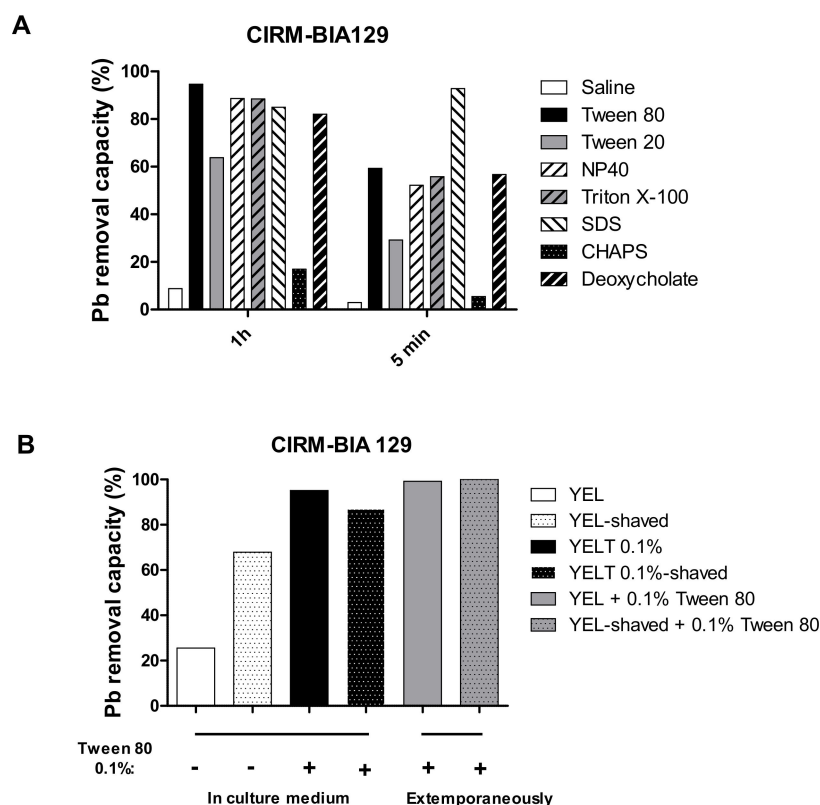 A
CIRM-BIA129
Pb removal capacity (%)
100
80
60
40
20
0
1h
5 min
Saline
Tween 80
Tween 20
NP40
Triton X-100
SDS
CHAPS
Deoxycholate
B
CIRM-BIA 129
Pb removal capacity (%)
100
80
60
40
20
0
YEL
YEL-shaved
YELT 0.1%
YELT 0.1%-shaved
YEL + 0.1% Tween 80
YEL-shaved + 0.1% Tween 80
Tween 80
0.1%: - - + + + +
In culture medium Extemporaneously